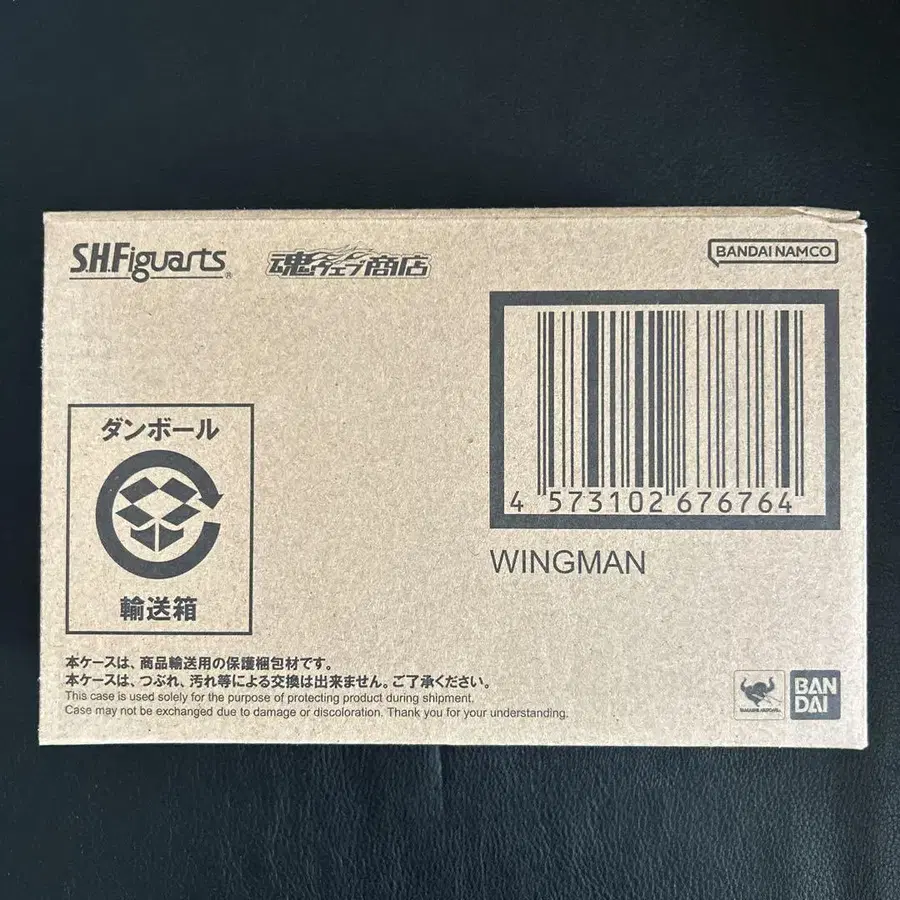 S.H.Figuarts
魂ウェブ商店
BANDAI NAMCO
4 573102 676764
WINGMAN
ダンボール
輸送箱
本ケースは、商品輸送用の保護梱包材です。
本ケースは、つぶれ、汚れ等による交換は出来ません。ご了承ください。
This case is used solely for the purpose of protecting product during shipment.
Case may not be exchanged due to damage or discoloration. Thank you for your understanding.
BAN
DAI